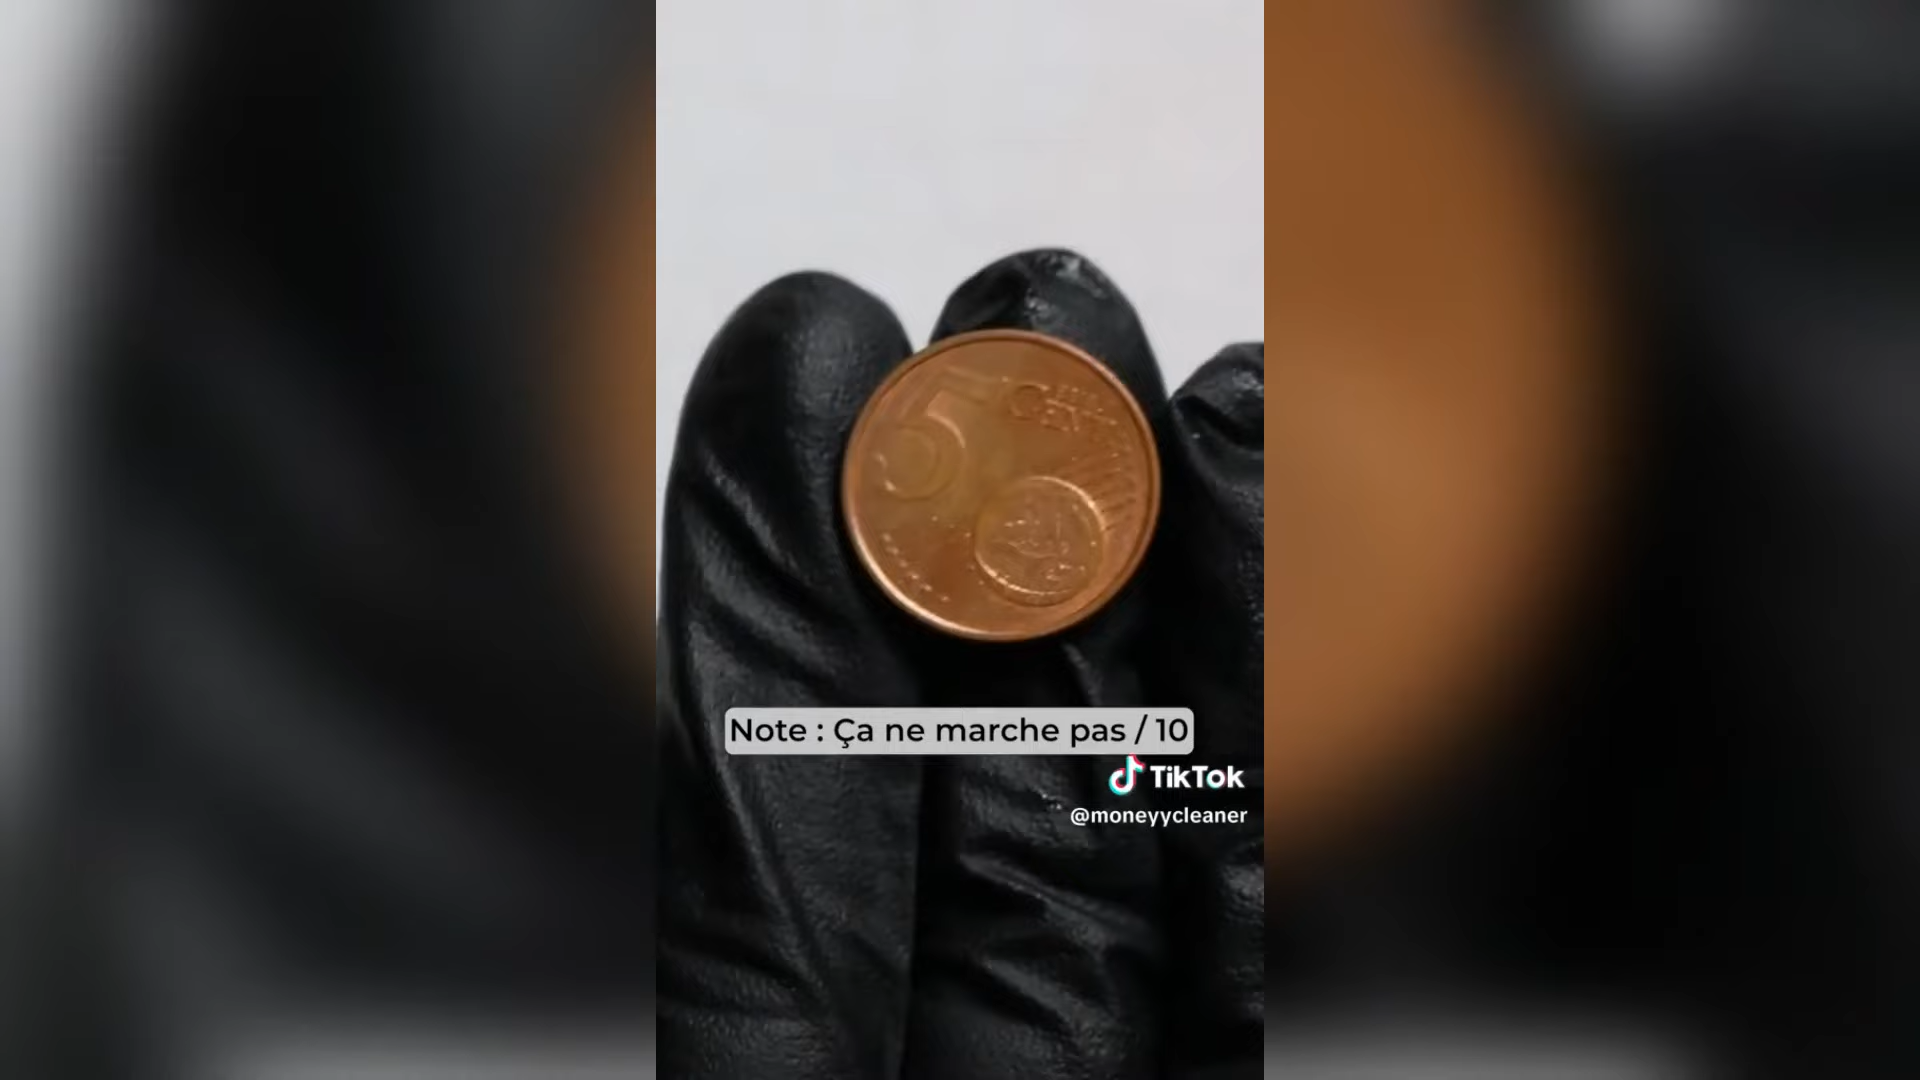 5
CENT
Note : Ça ne marche pas / 10
TikTok
@moneyycleaner